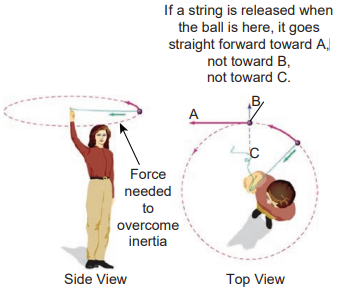 If a string is released when
the ball is here, it goes
straight forward toward A,
not toward B,
not toward C.
B
A
C
Force
needed
to
overcome
inertia
Side View
Top View